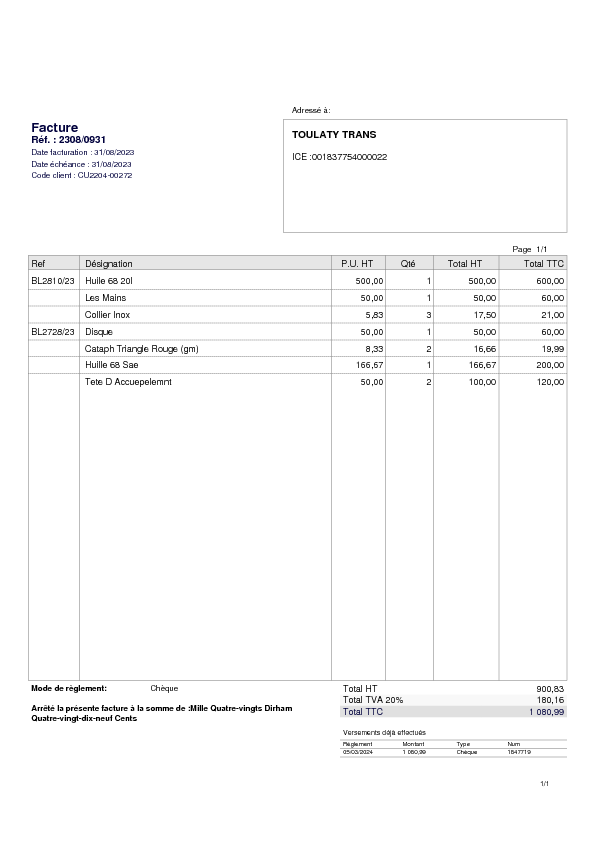 Adressé à:
Facture
Réf. : 2308/0931
Date facturation : 31/08/2023
Date échéance : 31/08/2023
Code client : CU2204-00272
TOULATY TRANS
ICE :001837754000022
Page 1/1
Ref Désignation P.U. HT Qté Total HT Total TTC
BL2810/23 Huile 68 20l 500,00 1 500,00 600,00
Les Mains 50,00 1 50,00 60,00
Collier Inox 5,83 3 17,50 21,00
BL2728/23 Disque 50,00 1 50,00 60,00
Cataph Triangle Rouge (gm) 8,33 2 16,66 19,99
Huille 68 Sae 166,67 1 166,67 200,00
Tete D Accuepelemnt 50,00 2 100,00 120,00
Mode de règlement: Chèque
Arrêté la présente facture à la somme de :Mille Quatre-vingts Dirham
Quatre-vingt-dix-neuf Cents
Total HT 900,83
Total TVA 20% 180,16
Total TTC 1 080,99
Versements déjà effectués
Règlement Montant Type Num
05/03/2024 1 080,99 Chèque 1847719
1/1